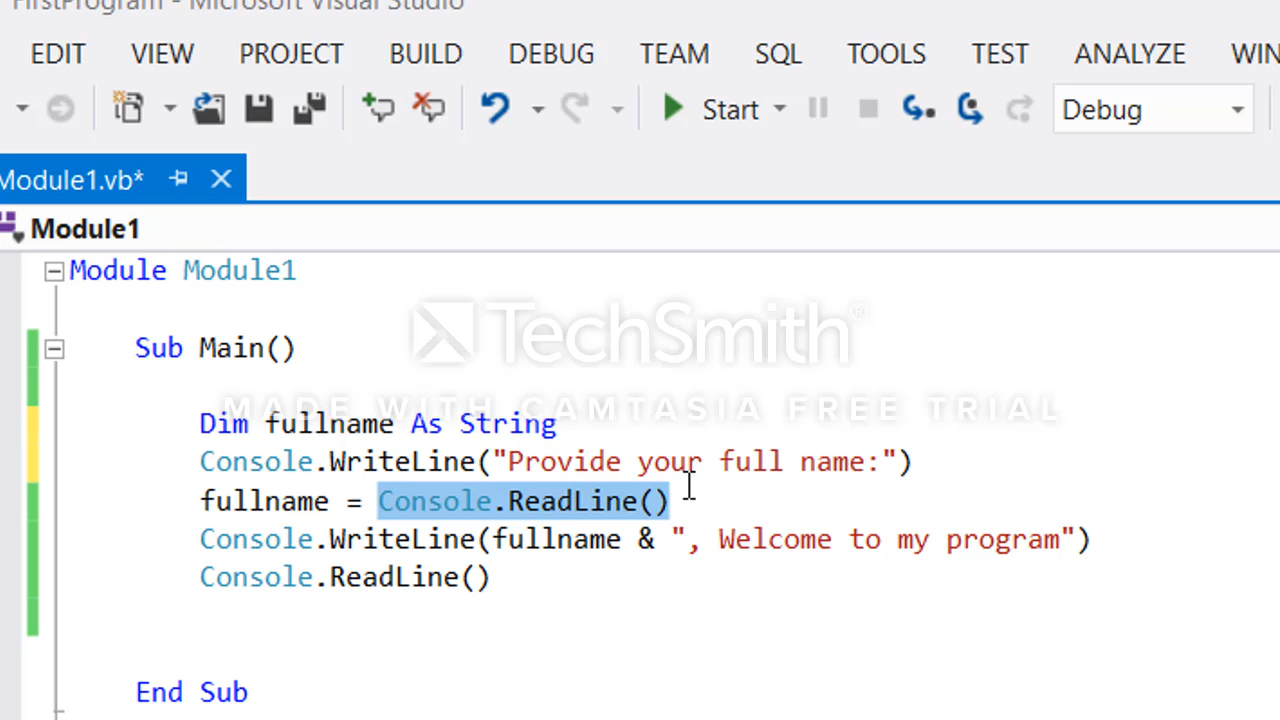 FirstProgram - Microsoft Visual Studio
EDIT VIEW PROJECT BUILD DEBUG TEAM SQL TOOLS TEST ANALYZE WIN
Start Debug
Module1.vb*
Module1
Module Module1
TechSmith®
Sub Main()
MADE WITH CAMTASIA FREE TRIAL
Dim fullname As String
Console.WriteLine("Provide your full name:")
fullname = Console.ReadLine()
Console.WriteLine(fullname & ", Welcome to my program")
Console.ReadLine()
End Sub